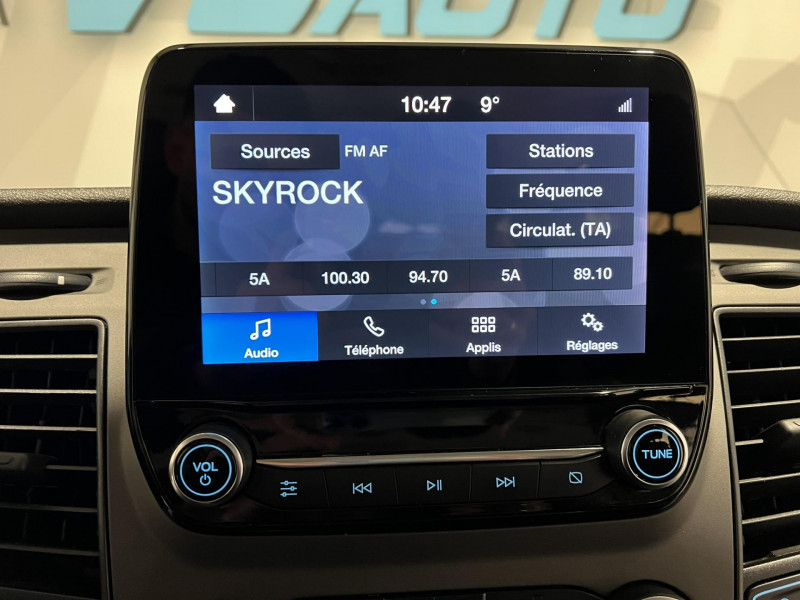 AUTO
10:47 9°
Sources FM AF Stations
SKYROCK Fréquence
Circulat. (TA)
5A 100.30 94.70 5A 89.10
Audio Téléphone Applis Réglages
VOL TUNE